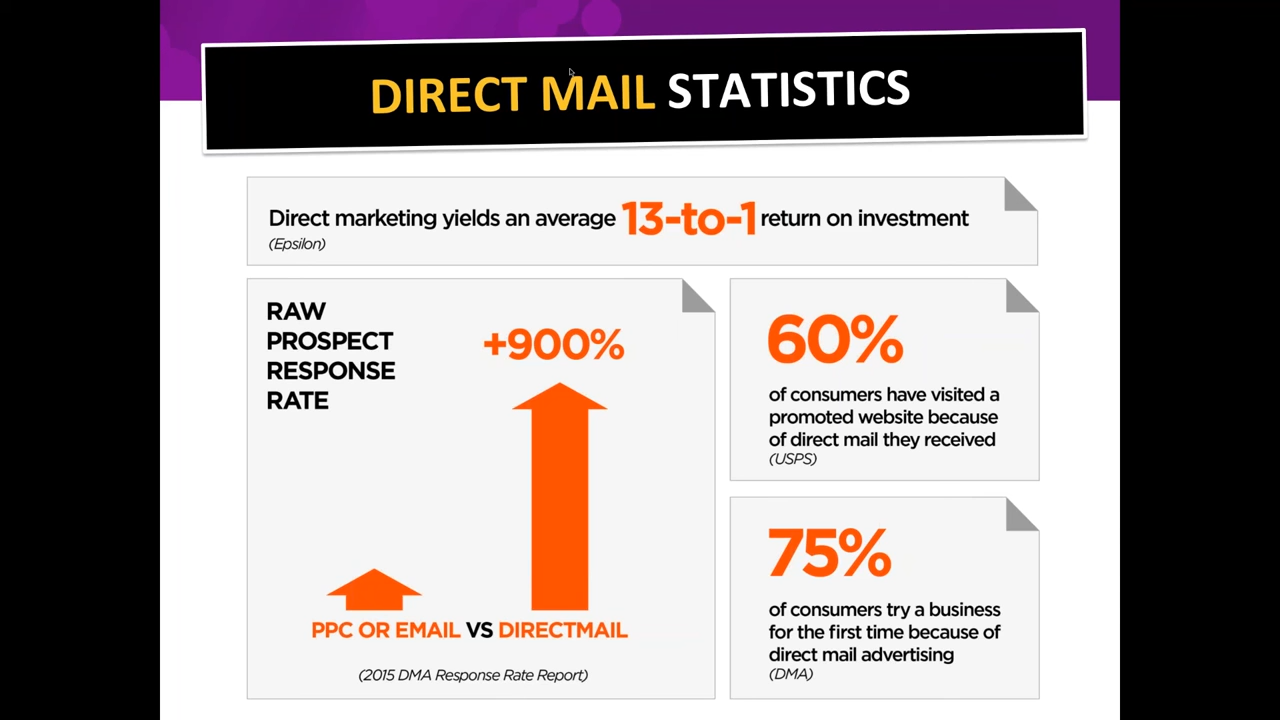 DIRECT MAIL STATISTICS
Direct marketing yields an average 13-to-1 return on investment
(Epsilon)
RAW
PROSPECT
RESPONSE
RATE
+900%
PPC OR EMAIL VS DIRECTMAIL
(2015 DMA Response Rate Report)
60%
of consumers have visited a
promoted website because
of direct mail they received
(USPS)
75%
of consumers try a business
for the first time because of
direct mail advertising
(DMA)